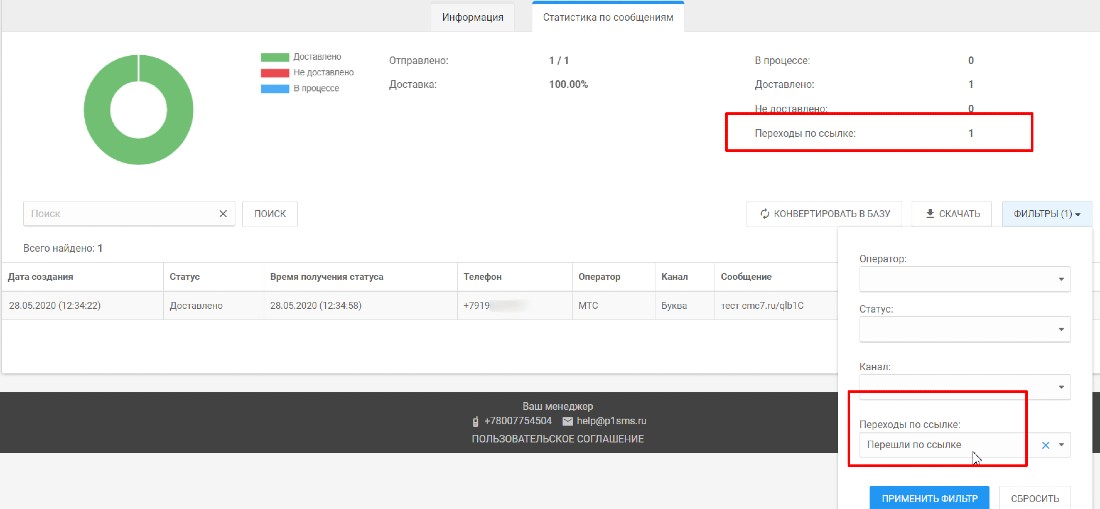 Информация Статистика по сообщениям
Доставлено
Не доставлено
В процессе
Отправлено: 1 / 1
Доставка: 100.00%
В процессе: 0
Доставлено: 1
Не доставлено: 0
Переходы по ссылке: 1
Поиск ПОИСК КОНВЕРТИРОВАТЬ В БАЗУ СКАЧАТЬ ФИЛЬТРЫ (1)
Всего найдено: 1
Дата создания Статус Время получения статуса Телефон Оператор Канал Сообщение
28.05.2020 (12:34:22) Доставлено 28.05.2020 (12:34:58) +7919 МТС Буква тест cmc7.ru/qlb1C
Оператор:
Статус:
Канал:
Переходы по ссылке:
Перешли по ссылке
ПРИМЕНИТЬ ФИЛЬТР СБРОСИТЬ
Ваш менеджер
+78007754504 help@p1sms.ru
ПОЛЬЗОВАТЕЛЬСКОЕ СОГЛАШЕНИЕ